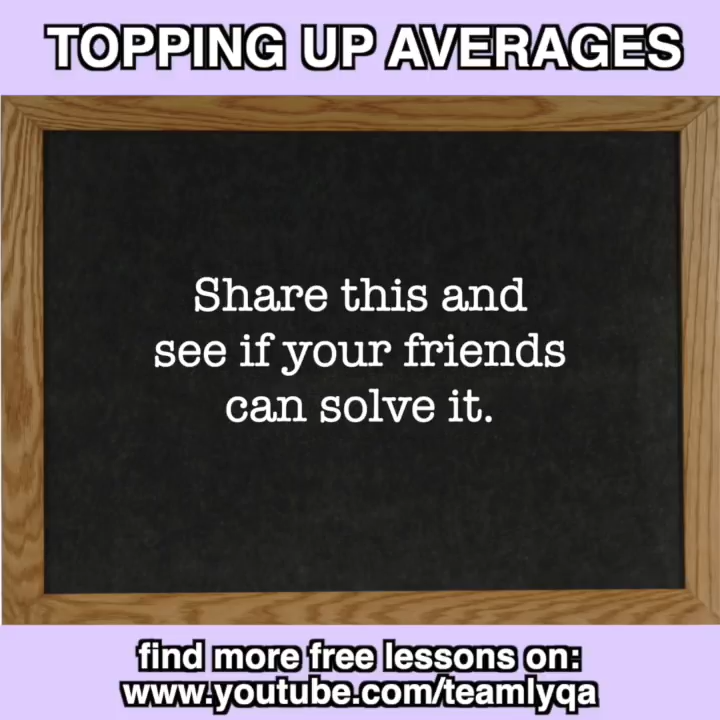 TOPPING UP AVERAGES
Share this and
see if your friends
can solve it.
find more free lessons on:
www.youtube.com/teamlyqa